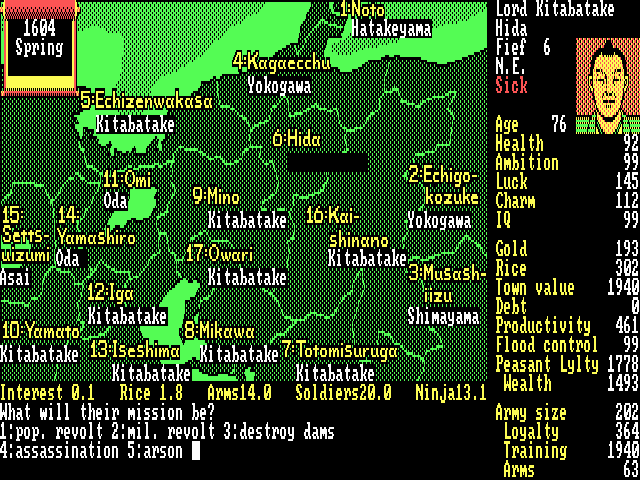 1604
Spring
1:Noto
Hatakeyama
4:Kagaecchu
Yokogawa
5:Echizenwakasa
Kitabatake
6:Hida
11:Omi
Oda
9:Mino
Kitabatake
2:Echigo-
kozuke
Yokogawa
15:
Setts-
uizumi
Asai
14:
Yamashiro
Oda
16:Kai-
shinano
Kitabatake
17:Owari
Kitabatake
3:Musash-
iizu
Shimayama
12:Iga
Kitabatake
10:Yamato
Kitabatake
8:Mikawa
Kitabatake
13:Iseshima
Kitabatake
7:Totomisuruga
Kitabatake
Interest 0.1 Rice 1.8 Arms14.0 Soldiers20.0 Ninja13.1
What will their mission be?
1:pop. revolt 2:mil. revolt 3:destroy dams
4:assassination 5:arson
Lord Kitabatake
Hida
Fief 6
N.E.
Sick
Age 76
Health 92
Ambition 99
Luck 145
Charm 112
IQ 99
Gold 193
Rice 302
Town value 1940
Debt 0
Productivity 461
Flood control 99
Peasant Lylty 1778
Wealth 1493
Army size 202
Loyalty 364
Training 1940
Arms 63